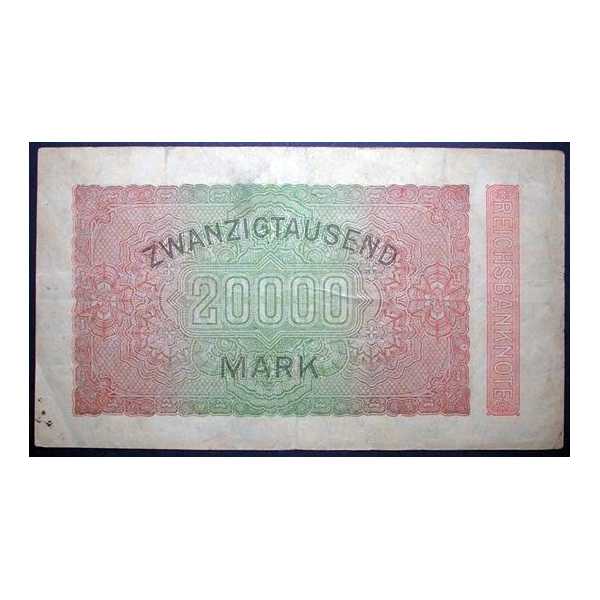 ZWANZIGTAUSEND
20000
MARK
REICHSBANKNOTE